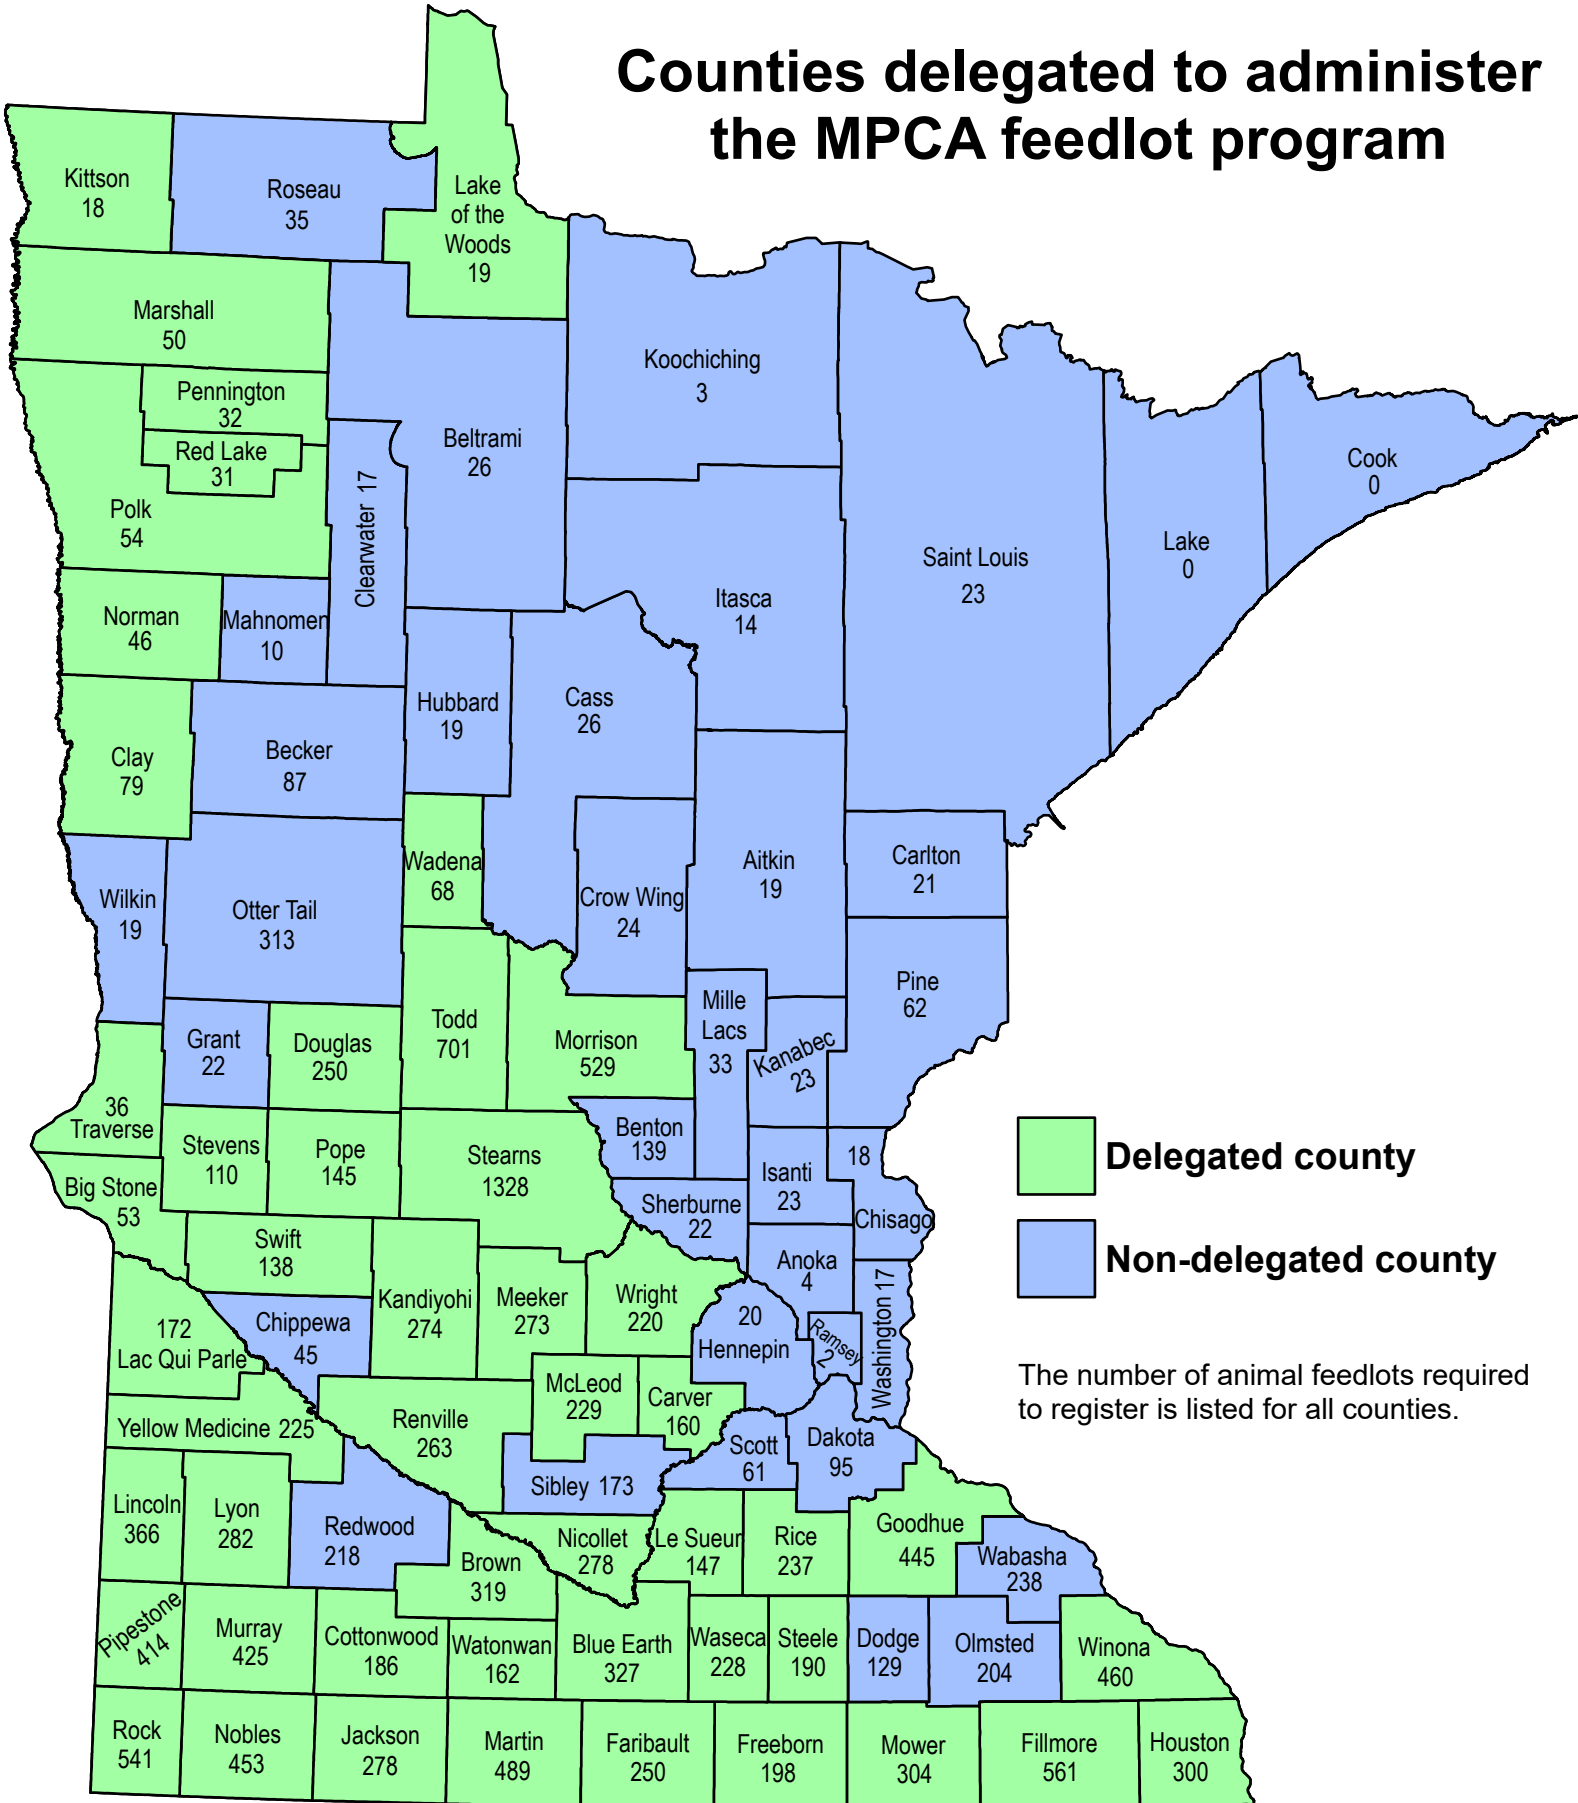 Counties delegated to administer
the MPCA feedlot program
Kittson
18
Roseau
35
Lake
of the
Woods
19
Marshall
50
Koochiching
3
Pennington
32
Red Lake
31
Polk
54
Beltrami
26
Clearwater 17
Cook
0
Lake
0
Saint Louis
23
Itasca
14
Norman
46
Mahnomen
10
Hubbard
19
Cass
26
Clay
79
Becker
87
Wadena
68
Crow Wing
24
Aitkin
19
Carlton
21
Wilkin
19
Otter Tail
313
Pine
62
Mille
Lacs
33
Kanabec
23
Grant
22
Douglas
250
Todd
701
Morrison
529
36
Traverse
Stevens
110
Pope
145
Stearns
1328
Benton
139
Isanti
23
18
Chisago
Delegated county
Big Stone
53
Sherburne
22
Swift
138
Anoka
4
Non-delegated county
Kandiyohi
274
Meeker
273
Wright
220
20
Hennepin
Ramsey
2
Washington 17
172
Lac Qui Parle
Chippewa
45
The number of animal feedlots required
to register is listed for all counties.
McLeod
229
Carver
160
Yellow Medicine 225
Renville
263
Scott
61
Dakota
95
Sibley 173
Lincoln
366
Lyon
282
Redwood
218
Brown
319
Nicollet
278
Le Sueur
147
Rice
237
Goodhue
445
Wabasha
238
Pipestone
414
Murray
425
Cottonwood
186
Watonwan
162
Blue Earth
327
Waseca
228
Steele
190
Dodge
129
Olmsted
204
Winona
460
Rock
541
Nobles
453
Jackson
278
Martin
489
Faribault
250
Freeborn
198
Mower
304
Fillmore
561
Houston
300